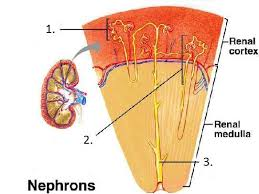 1.
Renal
cortex
2.
Renal
medulla
3.
Nephrons